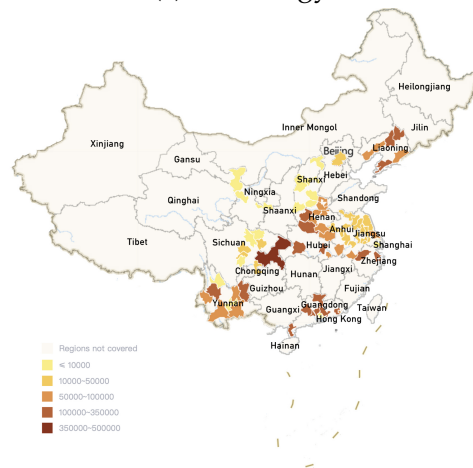 Heilongjiang
Jilin
Inner Mongol
Liaoning
Xinjiang
Beijing
Gansu
Hebei
Shanxi
Ningxia
Shandong
Qinghai
Shaanxi
Henan
Anhui
Jiangsu
Tibet
Sichuan
Hubei
Shanghai
Zhejiang
Chongqing
Hunan
Jiangxi
Guizhou
Fujian
Yunnan
Guangxi
Guangdong
Taiwan
Hong Kong
Hainan
Regions not covered
≤ 10000
10000-50000
50000-100000
100000-350000
350000-500000